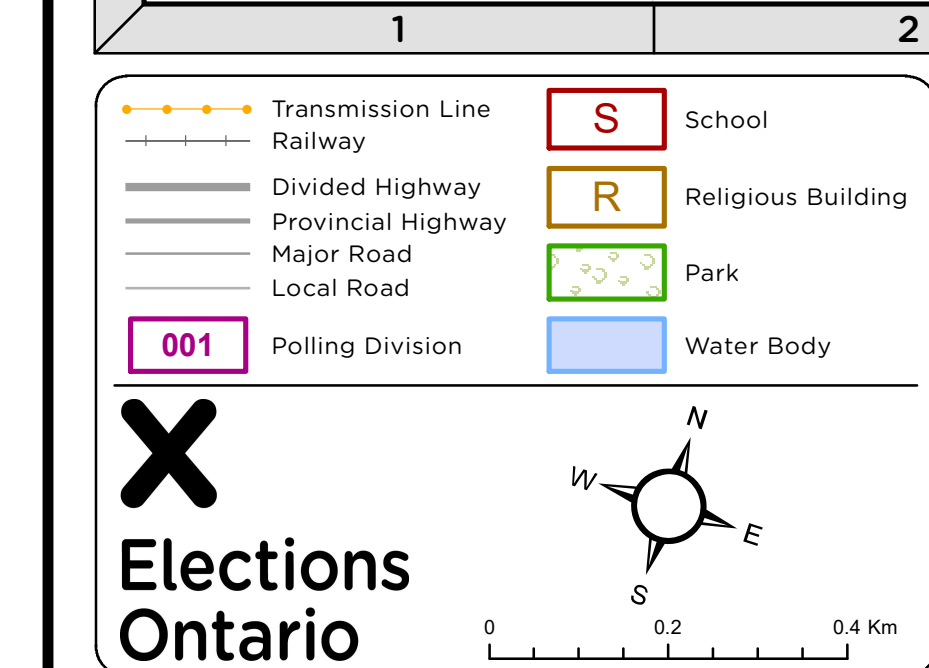 1
2
Transmission Line
Railway
Divided Highway
Provincial Highway
Major Road
Local Road
001
Polling Division
S
School
R
Religious Building
Park
Water Body
Elections
Ontario
N
W
E
S
0
0.2
0.4 Km